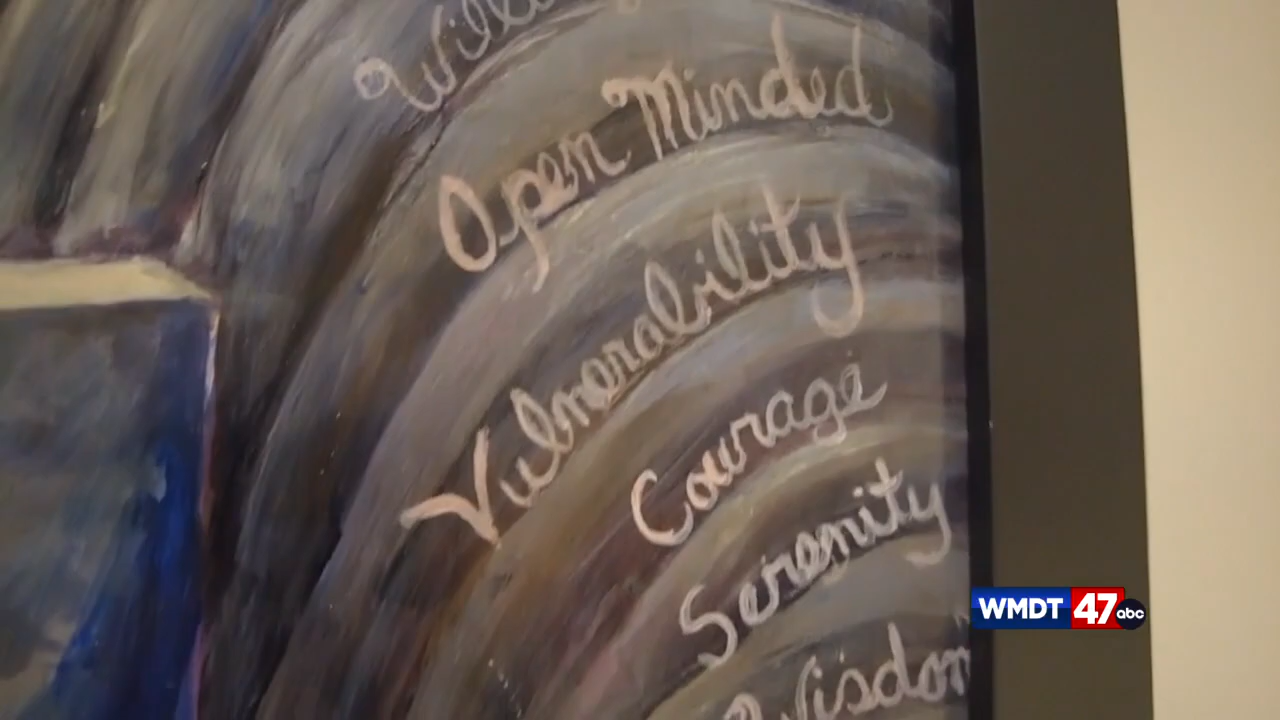 Open Minded
Vulnerability
Courage
Serenity
Wisdom
WMDT 47 abc